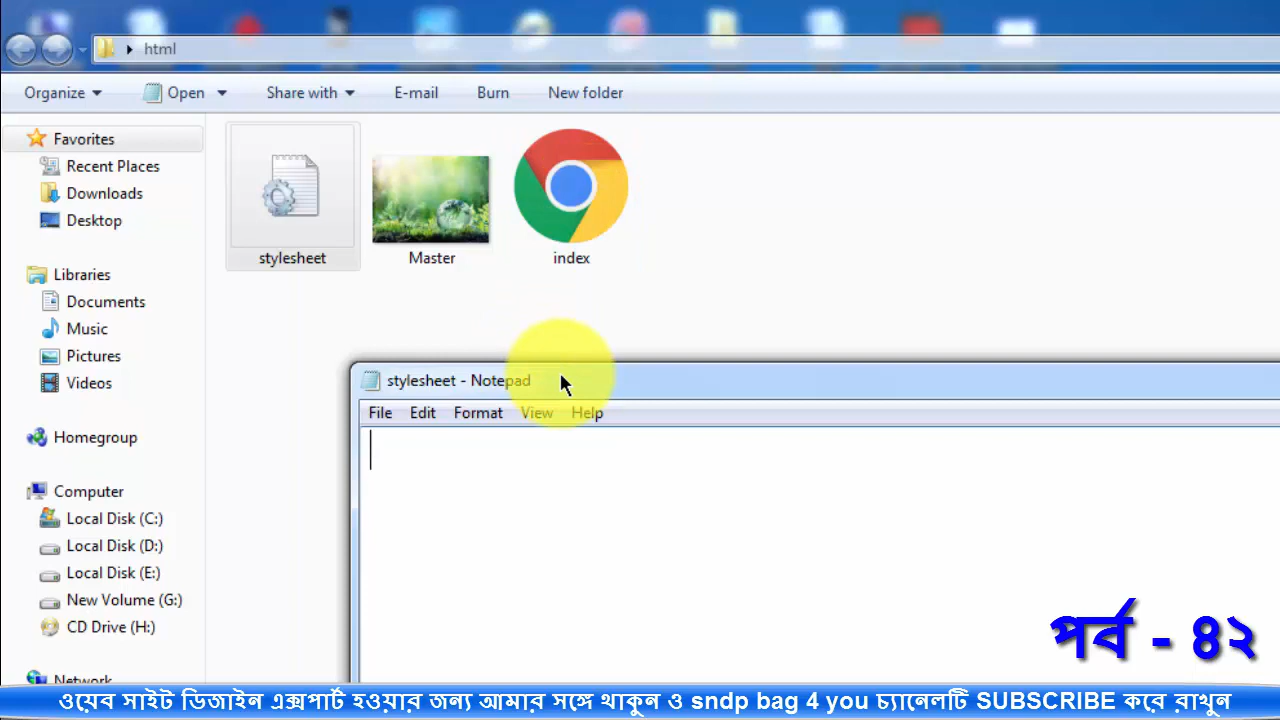 html
Organize Open Share with E-mail Burn New folder
Favorites
Recent Places
Downloads
Desktop
Libraries
Documents
Music
Pictures
Videos
Homegroup
Computer
Local Disk (C:)
Local Disk (D:)
Local Disk (E:)
New Volume (G:)
CD Drive (H:)
Network
stylesheet Master index
stylesheet - Notepad
File Edit Format View Help
পর্ব - ৪২
ওয়েব সাইট ডিজাইন এক্সপার্ট হওয়ার জন্য আমার সঙ্গে থাকুন ও sndp bag 4 you চ্যানেলটি SUBSCRIBE করে রাখুন